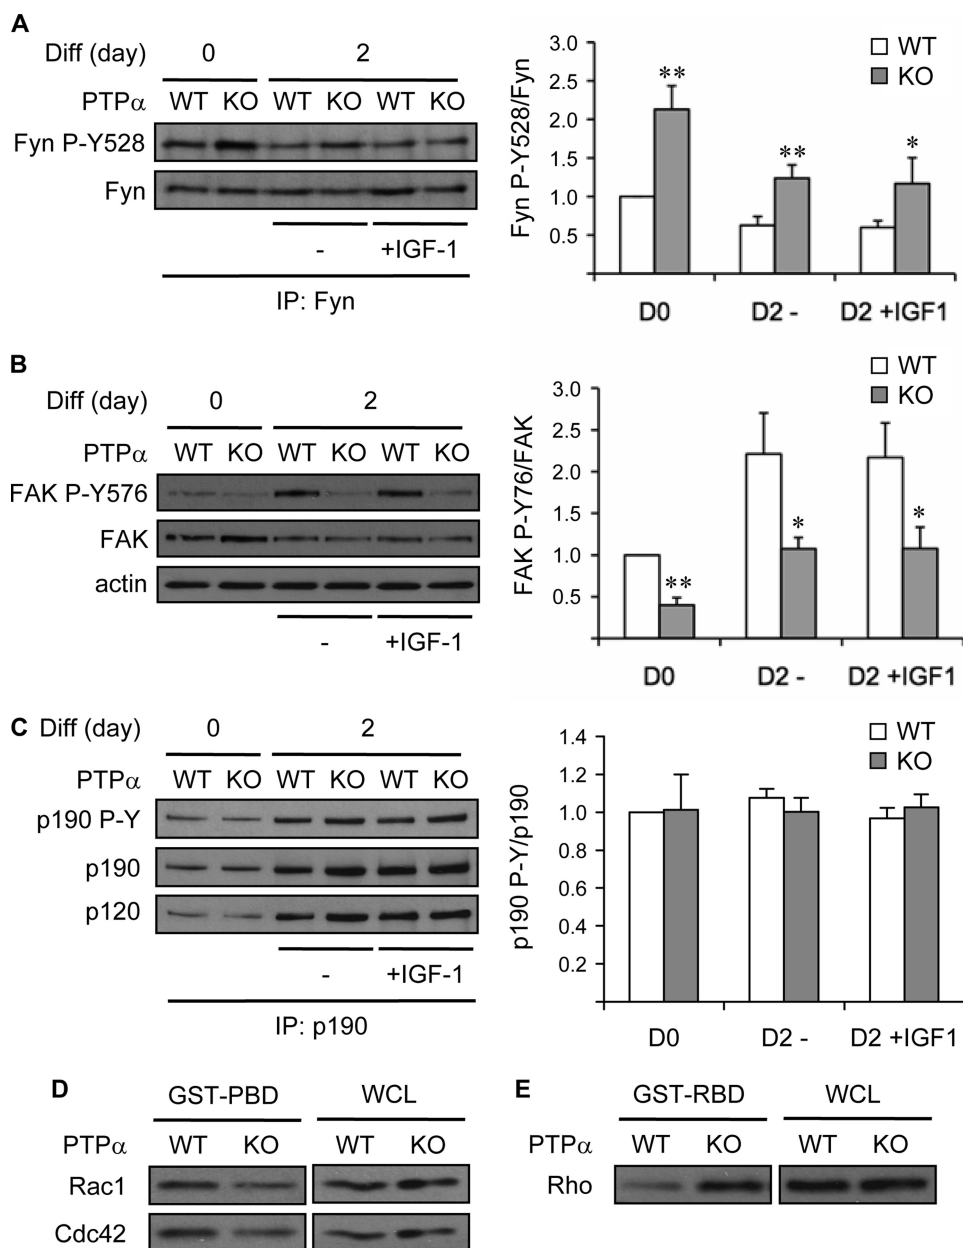 A
Diff (day) 0 2
PTPα WT KO WT KO WT KO
Fyn P-Y528
Fyn
- +IGF-1
IP: Fyn
Fyn P-Y528/Fyn
3.0
2.5
2.0
1.5
1.0
0.5
WT
KO
** ** *
D0 D2 - D2 +IGF1
B
Diff (day) 0 2
PTPα WT KO WT KO WT KO
FAK P-Y576
FAK
actin
- +IGF-1
FAK P-Y76/FAK
3.0
2.5
2.0
1.5
1.0
0.5
WT
KO
** * *
D0 D2 - D2 +IGF1
C
Diff (day) 0 2
PTPα WT KO WT KO WT KO
p190 P-Y
p190
p120
- +IGF-1
IP: p190
p190 P-Y/p190
1.4
1.2
1.0
0.8
0.6
0.4
0.2
WT
KO
D0 D2 - D2 +IGF1
D
GST-PBD WCL
PTPα WT KO WT KO
Rac1
Cdc42
E
GST-RBD WCL
PTPα WT KO WT KO
Rho